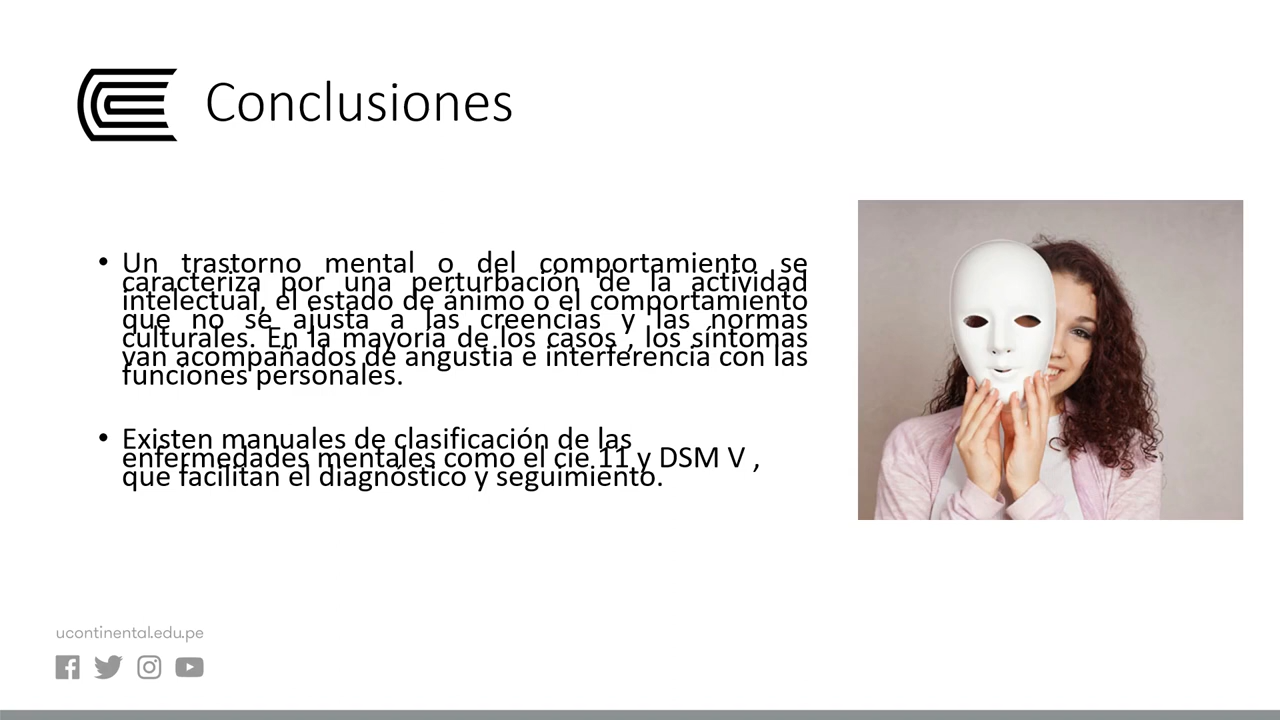 Conclusiones
• Un trastorno mental o del comportamiento se
caracteriza por una perturbación de la actividad
intelectual, el estado de ánimo o el comportamiento
que no se ajusta a las creencias y las normas
culturales. En la mayoría de los casos , los síntomas
van acompañados de angustia e interferencia con las
funciones personales.
• Existen manuales de clasificación de las
enfermedades mentales como el cie 11 y DSM V ,
que facilitan el diagnóstico y seguimiento.
ucontinental.edu.pe